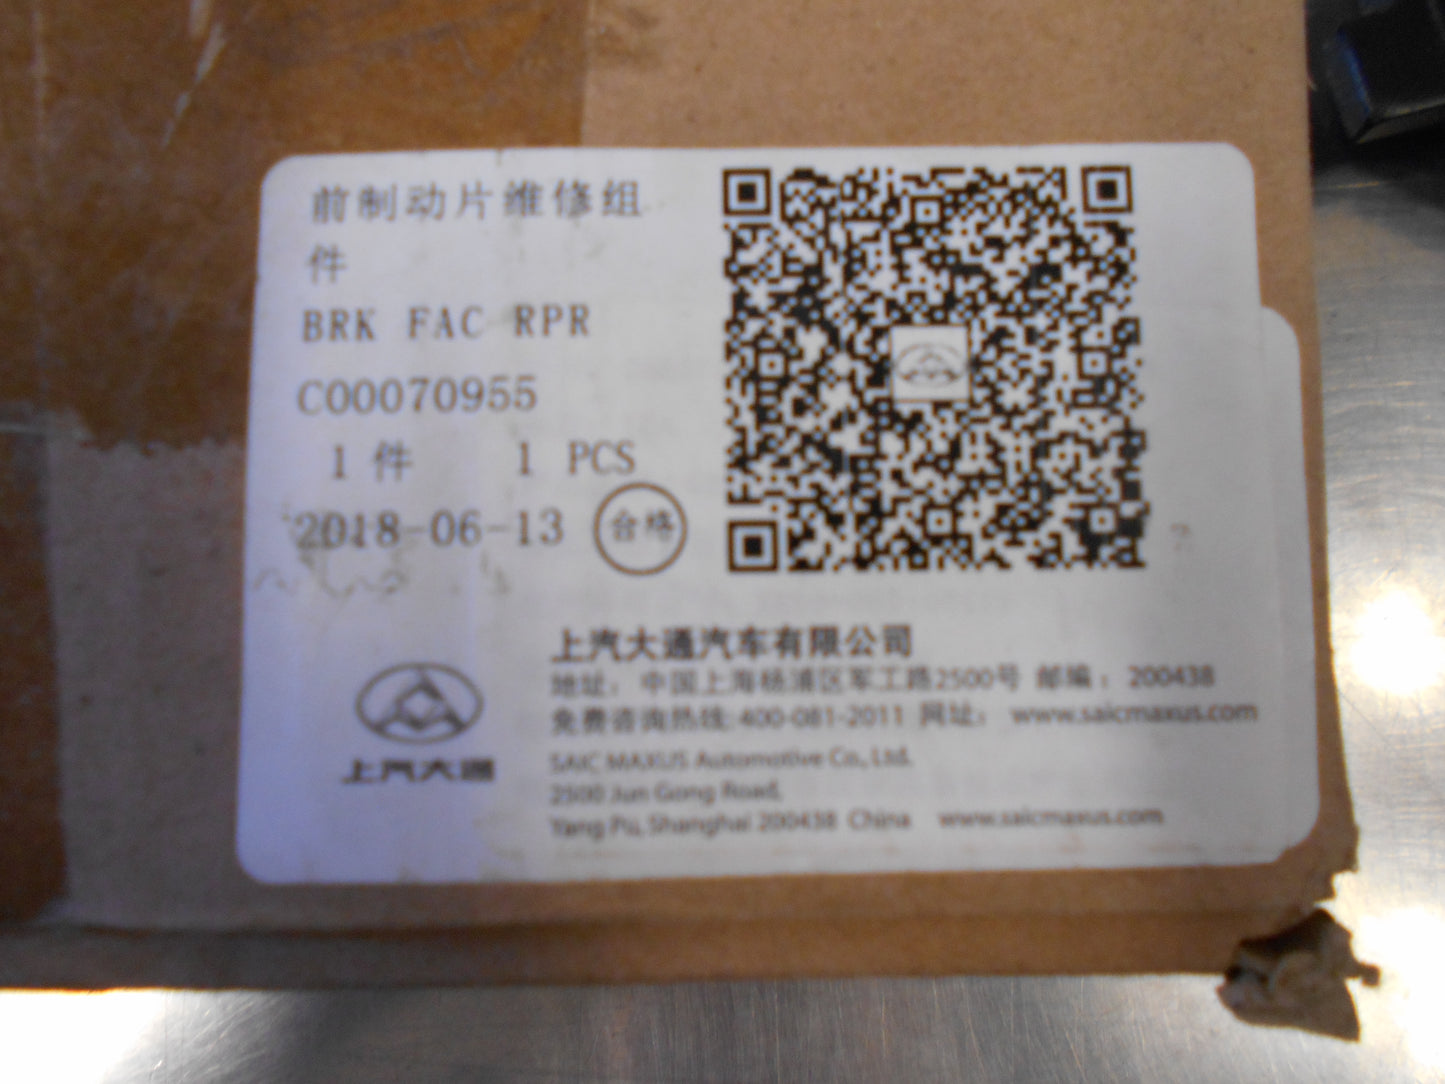 前制动片维修组
件
BRK FAC RPR
C00070955
1 件 1 PCS
2018-06-13 合格
上汽大通汽车有限公司
地址: 中国上海杨浦区军工路2500号 邮编: 200438
免费咨询热线:400-081-2011 网址: www.saicmaxus.com
上汽大通
SAIC MAXUS Automotive Co., Ltd.
2500 Jun Gong Road,
Yang Pu, Shanghai 200438 China www.saicmaxus.com